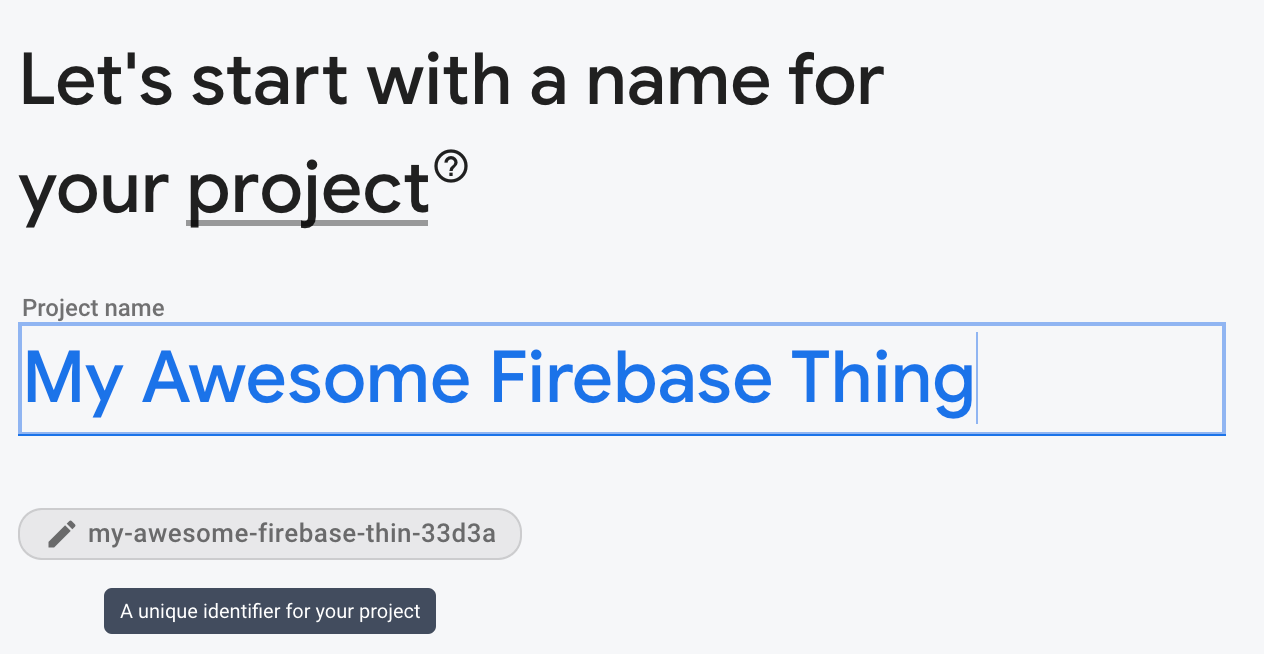 Let's start with a name for
your project
Project name
My Awesome Firebase Thing
my-awesome-firebase-thin-33d3a
A unique identifier for your project